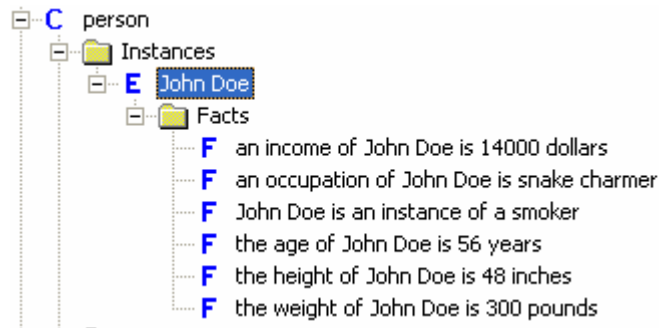 C person
Instances
E John Doe
Facts
F an income of John Doe is 14000 dollars
F an occupation of John Doe is snake charmer
F John Doe is an instance of a smoker
F the age of John Doe is 56 years
F the height of John Doe is 48 inches
F the weight of John Doe is 300 pounds